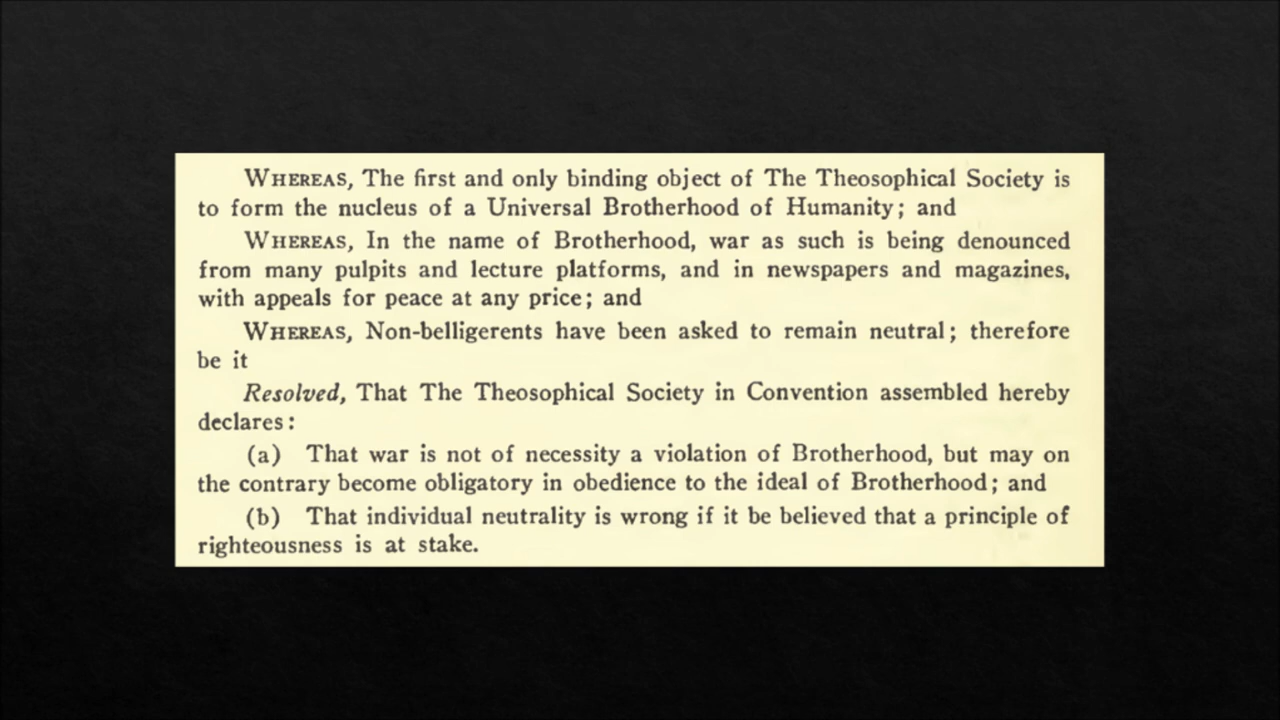 WHEREAS, The first and only binding object of The Theosophical Society is
to form the nucleus of a Universal Brotherhood of Humanity; and
WHEREAS, In the name of Brotherhood, war as such is being denounced
from many pulpits and lecture platforms, and in newspapers and magazines,
with appeals for peace at any price; and
WHEREAS, Non-belligerents have been asked to remain neutral; therefore
be it
Resolved, That The Theosophical Society in Convention assembled hereby
declares:
(a) That war is not of necessity a violation of Brotherhood, but may on
the contrary become obligatory in obedience to the ideal of Brotherhood; and
(b) That individual neutrality is wrong if it be believed that a principle of
righteousness is at stake.